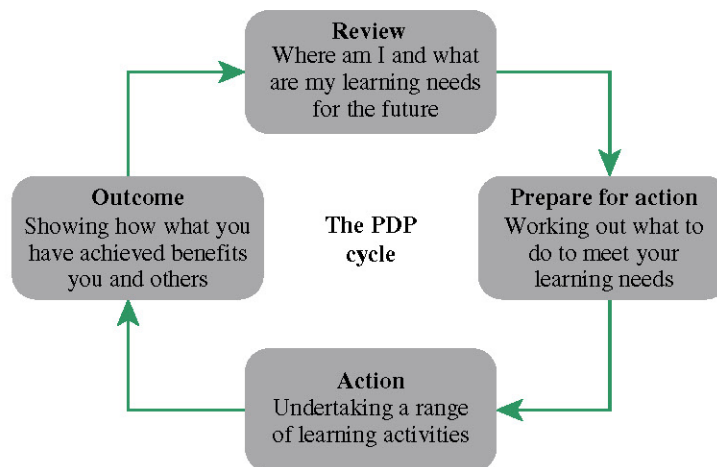 Review
Where am I and what
are my learning needs
for the future
Outcome
Showing how what you
have achieved benefits
you and others
The PDP
cycle
Prepare for action
Working out what to
do to meet your
learning needs
Action
Undertaking a range
of learning activities